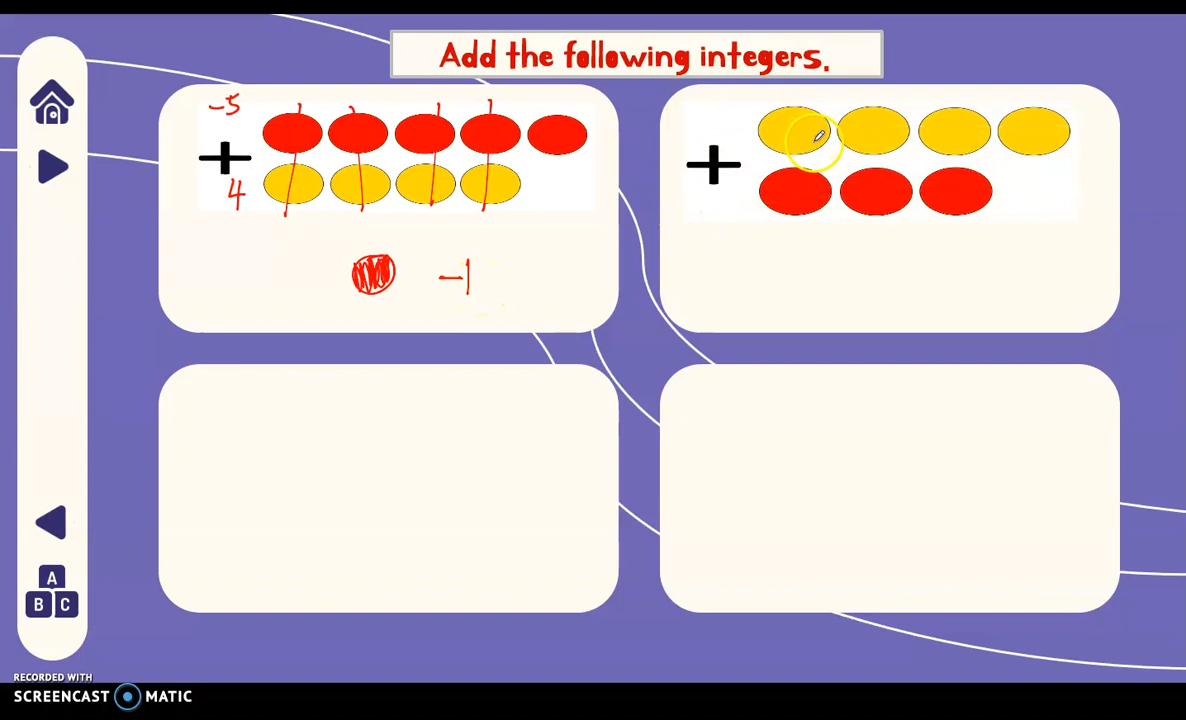 Add the following integers.
-5
+
4
-1
+
A
B C
RECORDED WITH
SCREENCAST MATIC